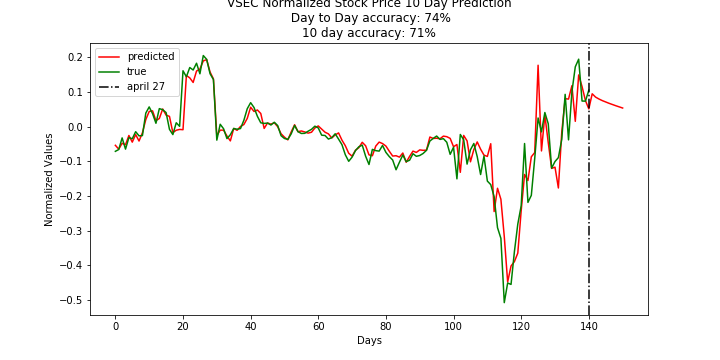 VSEC Normalized Stock Price 10 Day Prediction
Day to Day accuracy: 74%
10 day accuracy: 71%
predicted
true
april 27
Normalized Values
0.2
0.1
0.0
−0.1
−0.2
−0.3
−0.4
−0.5
0 20 40 60 80 100 120 140
Days